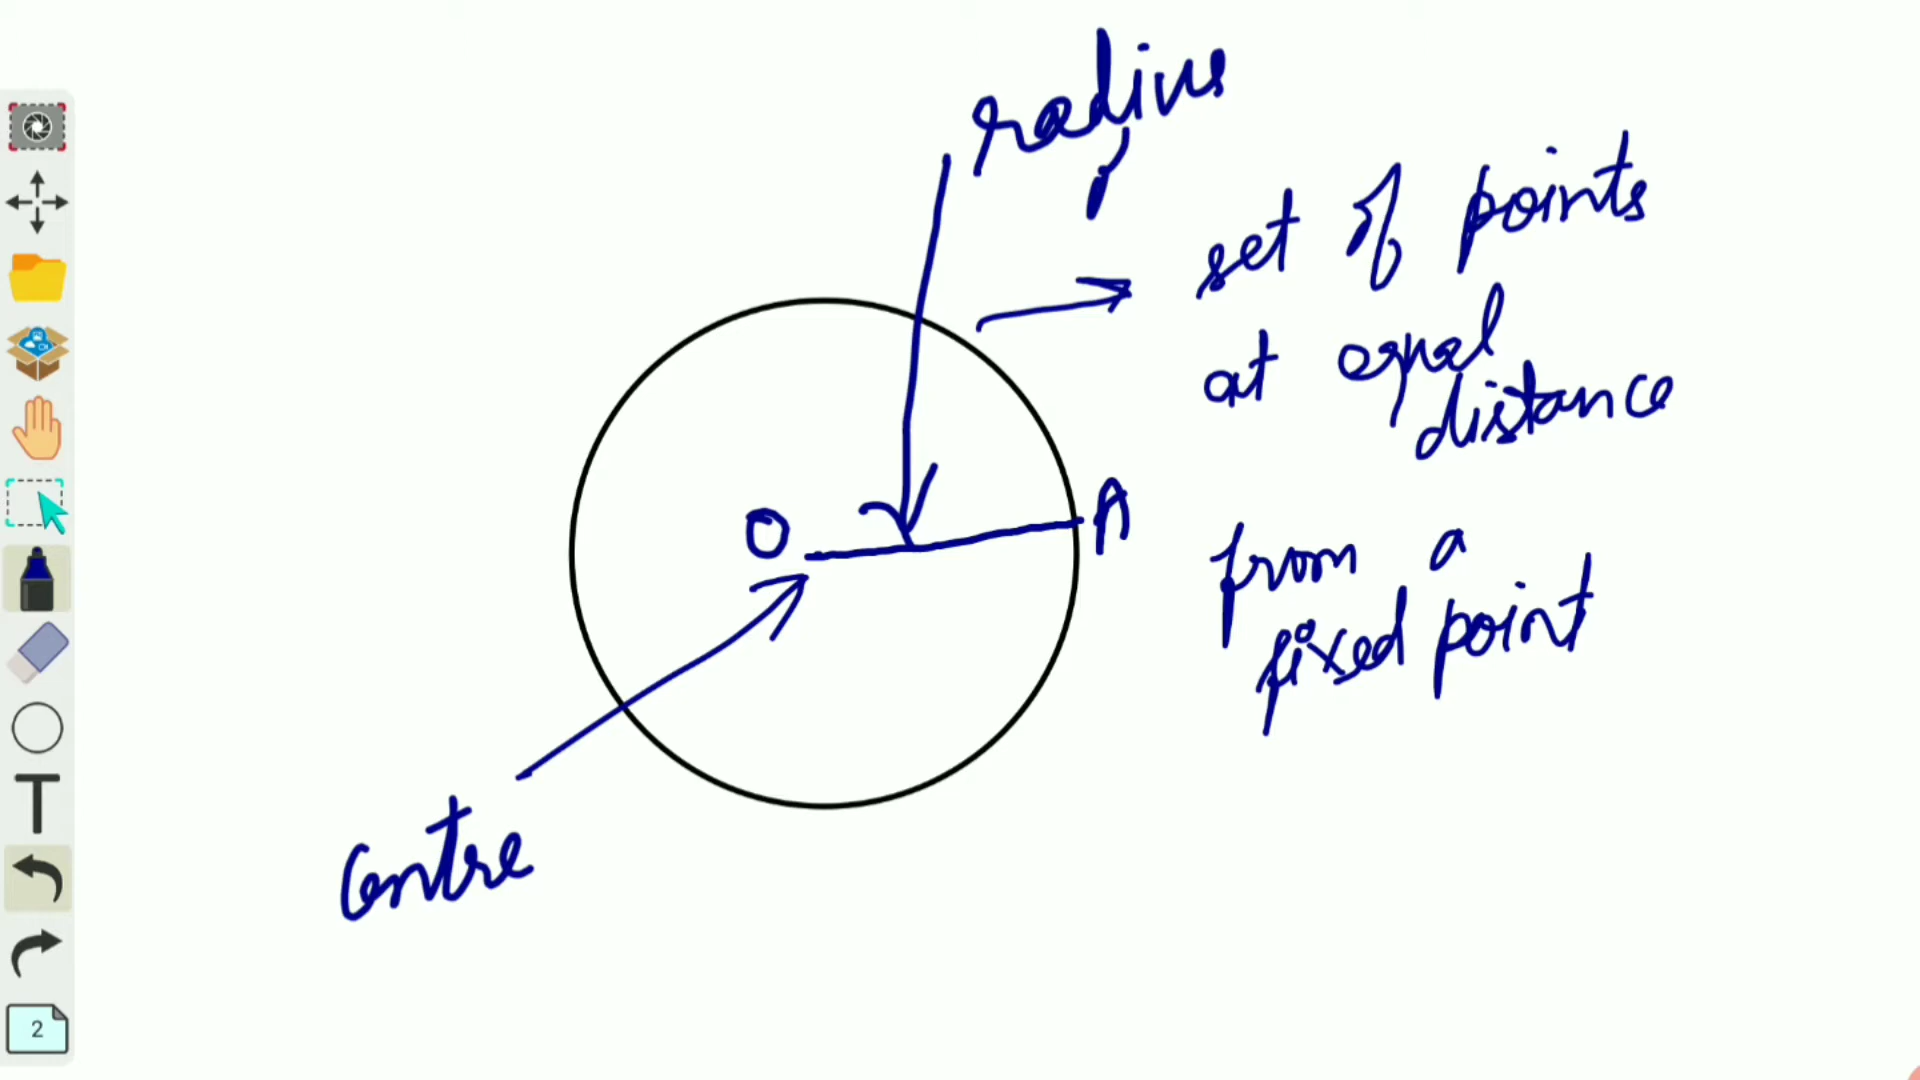 radius
set of points
at equal
distance
O
A
from a
fixed point
Centre
T
2